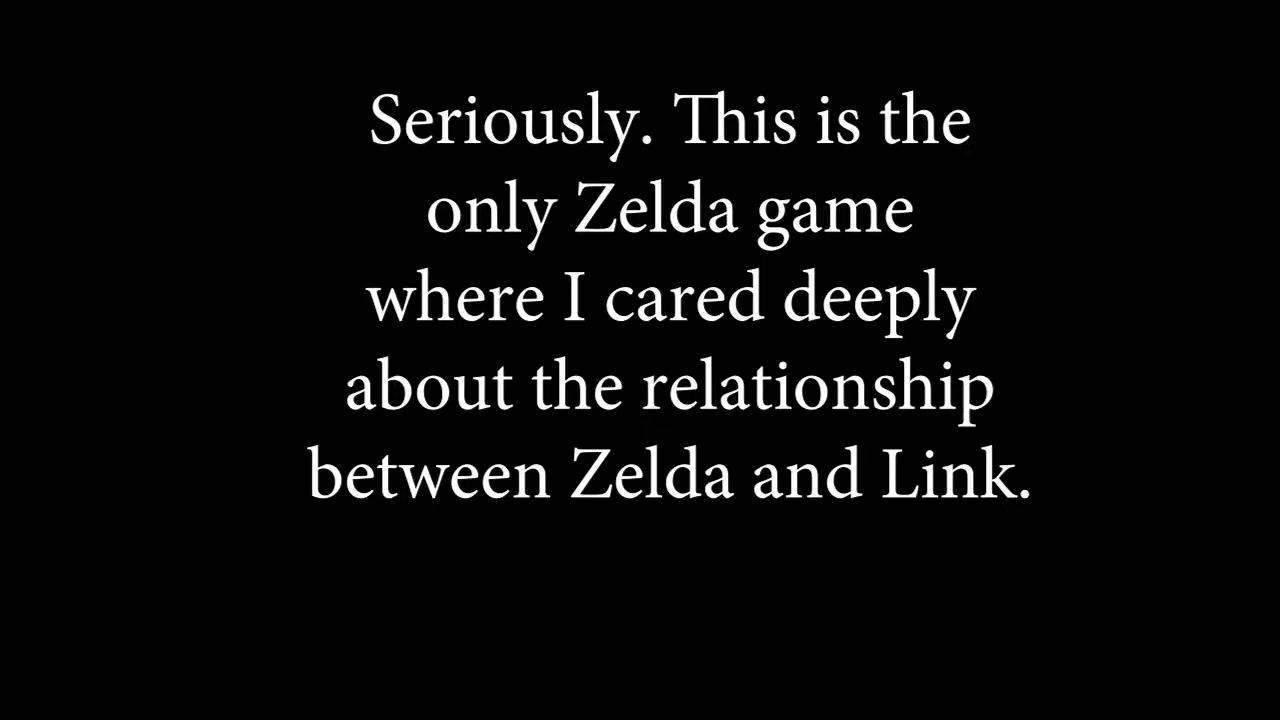 Seriously. This is the
only Zelda game
where I cared deeply
about the relationship
between Zelda and Link.